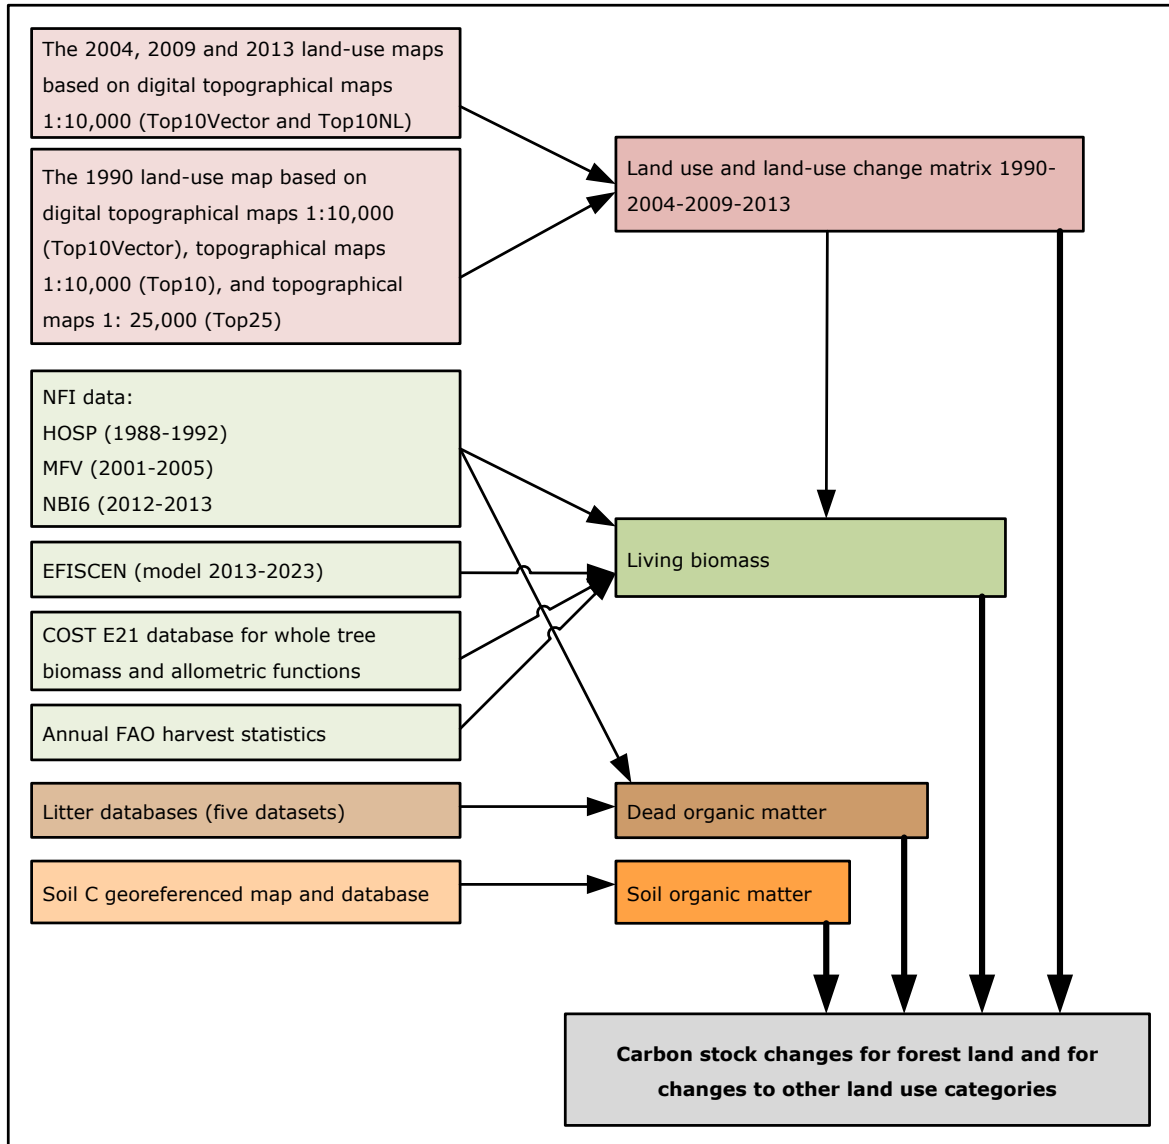 The 2004, 2009 and 2013 land-use maps
based on digital topographical maps
1:10,000 (Top10Vector and Top10NL)
The 1990 land-use map based on
digital topographical maps 1:10,000
(Top10Vector), topographical maps
1:10,000 (Top10), and topographical
maps 1: 25,000 (Top25)
Land use and land-use change matrix 1990-
2004-2009-2013
NFI data:
HOSP (1988-1992)
MFV (2001-2005)
NBI6 (2012-2013
EFISCEN (model 2013-2023)
COST E21 database for whole tree
biomass and allometric functions
Annual FAO harvest statistics
Living biomass
Litter databases (five datasets)
Dead organic matter
Soil C georeferenced map and database
Soil organic matter
Carbon stock changes for forest land and for
changes to other land use categories